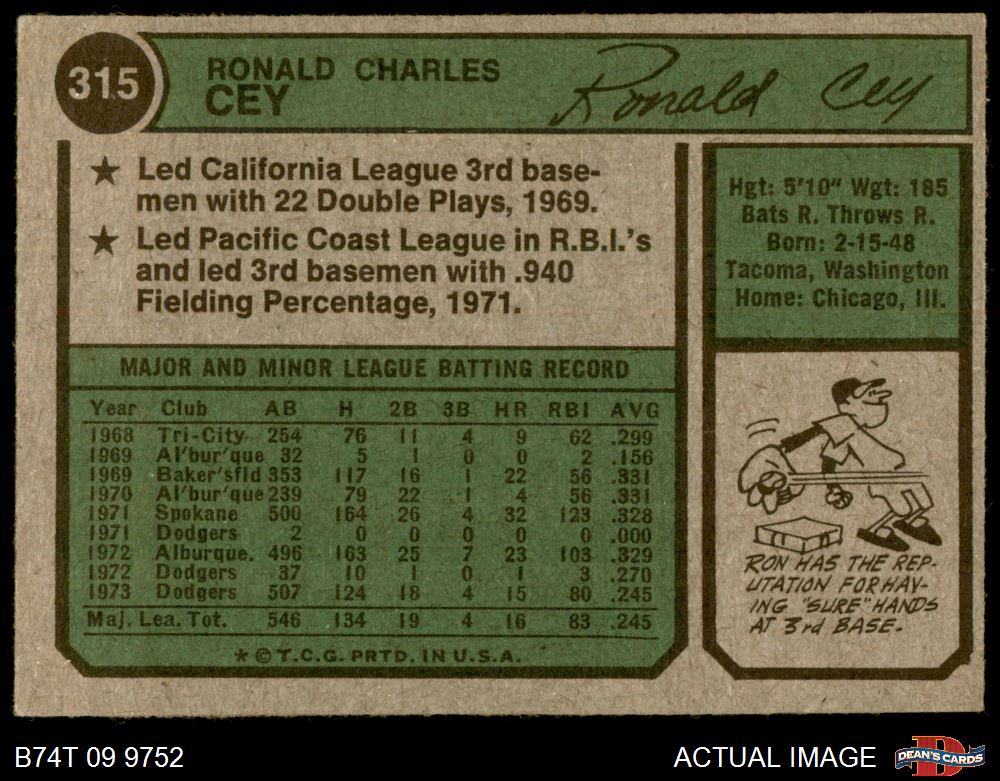 315
RONALD CHARLES
CEY
Ronald Cey
★ Led California League 3rd base-
men with 22 Double Plays, 1969.
★ Led Pacific Coast League in R.B.I.'s
and led 3rd basemen with .940
Fielding Percentage, 1971.
Hgt: 5'10" Wgt: 185
Bats R. Throws R.
Born: 2-15-48
Tacoma, Washington
Home: Chicago, Ill.
MAJOR AND MINOR LEAGUE BATTING RECORD
Year Club AB H 2B 3B HR RBI AVG
1968 Tri-City 254 76 11 4 9 62 .299
1969 Al'bur'que 32 5 1 0 0 2 .156
1969 Baker'sfld 353 117 16 1 22 56 .331
1970 Al'bur'que 239 79 22 1 4 56 .331
1971 Spokane 500 164 26 4 32 123 .328
1971 Dodgers 2 0 0 0 0 0 .000
1972 Alburque. 496 163 25 7 23 103 .329
1972 Dodgers 37 10 1 0 1 3 .270
1973 Dodgers 507 124 18 4 15 80 .245
Maj. Lea. Tot. 546 134 19 4 16 83 .245
* © T.C.G. PRTD. IN U.S.A.
RON HAS THE REP-
UTATION FOR HAV-
ING "SURE" HANDS
AT 3rd BASE.
B74T 09 9752
ACTUAL IMAGE
D
DEAN'S CARDS